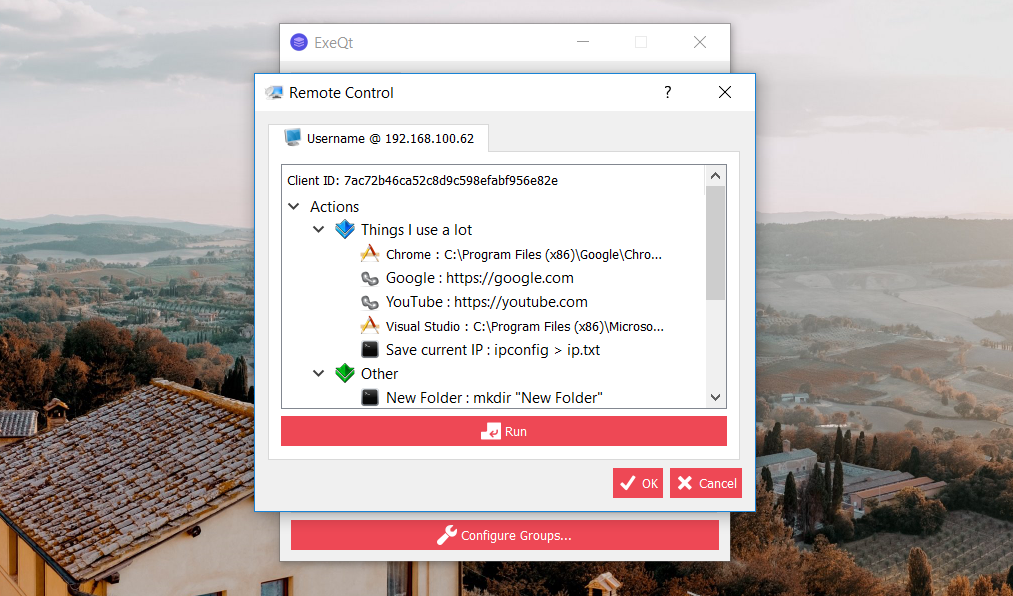 ExeQt
Remote Control
Username @ 192.168.100.62
Client ID: 7ac72b46ca52c8d9c598efabf956e82e
Actions
Things I use a lot
Chrome : C:\Program Files (x86)\Google\Chro...
Google : https://google.com
YouTube : https://youtube.com
Visual Studio : C:\Program Files (x86)\Microso...
Save current IP : ipconfig > ip.txt
Other
New Folder : mkdir "New Folder"
Run
OK
Cancel
Configure Groups...